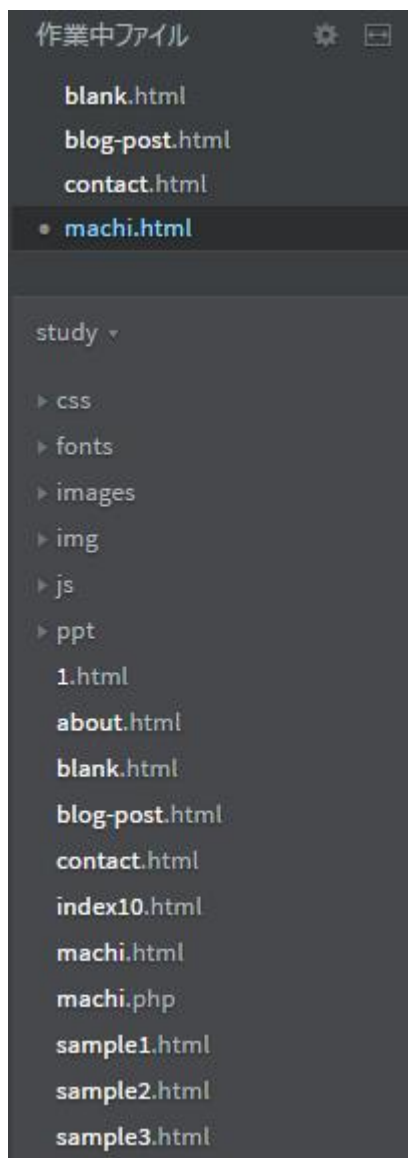 作業中ファイル
blank.html
blog-post.html
contact.html
machi.html
study
css
fonts
images
img
js
ppt
1.html
about.html
blank.html
blog-post.html
contact.html
index10.html
machi.html
machi.php
sample1.html
sample2.html
sample3.html